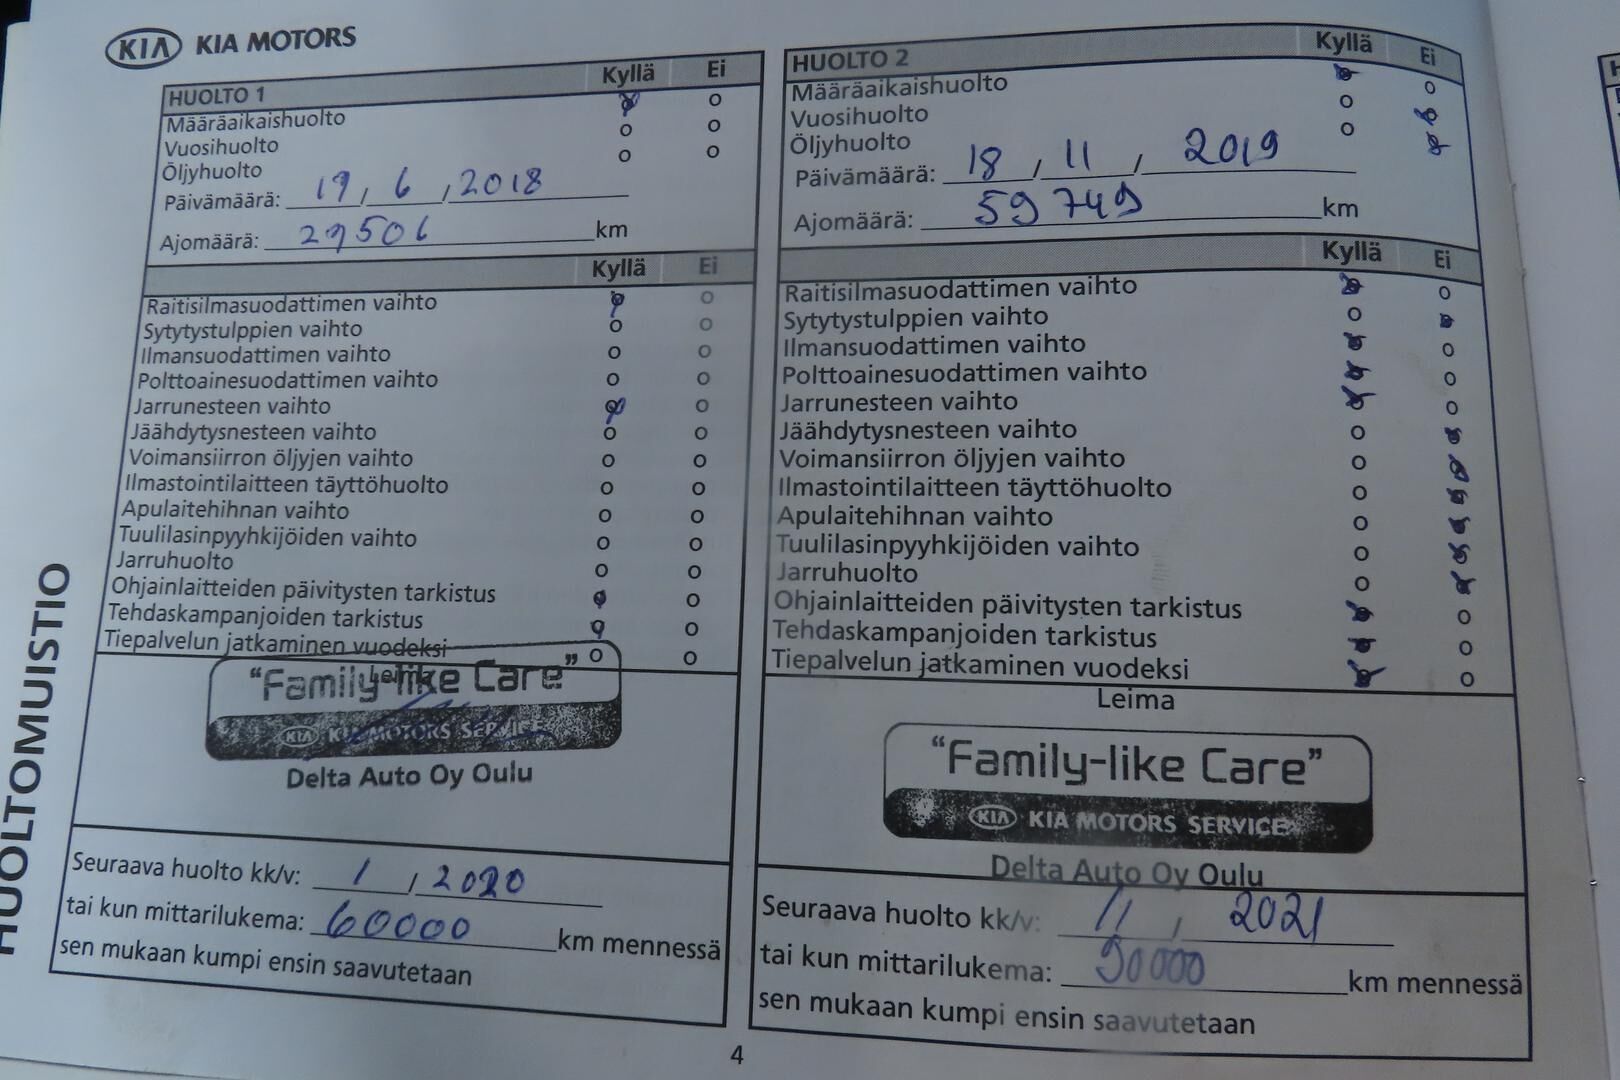 KIA KIA MOTORS
Kyllä Ei
HUOLTO 1
Määräaikaishuolto
Vuosihuolto
Öljyhuolto
Päivämäärä: 19, 6, 2018
Ajomäärä: 29506 km
Kyllä Ei
Raitisilmasuodattimen vaihto
Sytytystulppien vaihto
Ilmansuodattimen vaihto
Polttoainesuodattimen vaihto
Jarrunesteen vaihto
Jäähdytysnesteen vaihto
Voimansiirron öljyjen vaihto
Ilmastointilaitteen täyttöhuolto
Apulaitehihnan vaihto
Tuulilasinpyyhkijöiden vaihto
Jarruhuolto
Ohjainlaitteiden päivitysten tarkistus
Tehdaskampanjoiden tarkistus
Tiepalvelun jatkaminen vuodeksi
Leima
"Family-like Care"
KIA KIA MOTORS SERVICE
Delta Auto Oy Oulu
Seuraava huolto kk/v: 1, 2020
tai kun mittarilukema: 60000 km mennessä
sen mukaan kumpi ensin saavutetaan
Kyllä Ei
HUOLTO 2
Määräaikaishuolto
Vuosihuolto
Öljyhuolto
Päivämäärä: 18, 11, 2019
Ajomäärä: 59749 km
Kyllä Ei
Raitisilmasuodattimen vaihto
Sytytystulppien vaihto
Ilmansuodattimen vaihto
Polttoainesuodattimen vaihto
Jarrunesteen vaihto
Jäähdytysnesteen vaihto
Voimansiirron öljyjen vaihto
Ilmastointilaitteen täyttöhuolto
Apulaitehihnan vaihto
Tuulilasinpyyhkijöiden vaihto
Jarruhuolto
Ohjainlaitteiden päivitysten tarkistus
Tehdaskampanjoiden tarkistus
Tiepalvelun jatkaminen vuodeksi
Leima
"Family-like Care"
KIA KIA MOTORS SERVICE
Delta Auto Oy Oulu
Seuraava huolto kk/v: 11, 2021
tai kun mittarilukema: 90000 km mennessä
sen mukaan kumpi ensin saavutetaan
HUOLTOMUISTIO
4